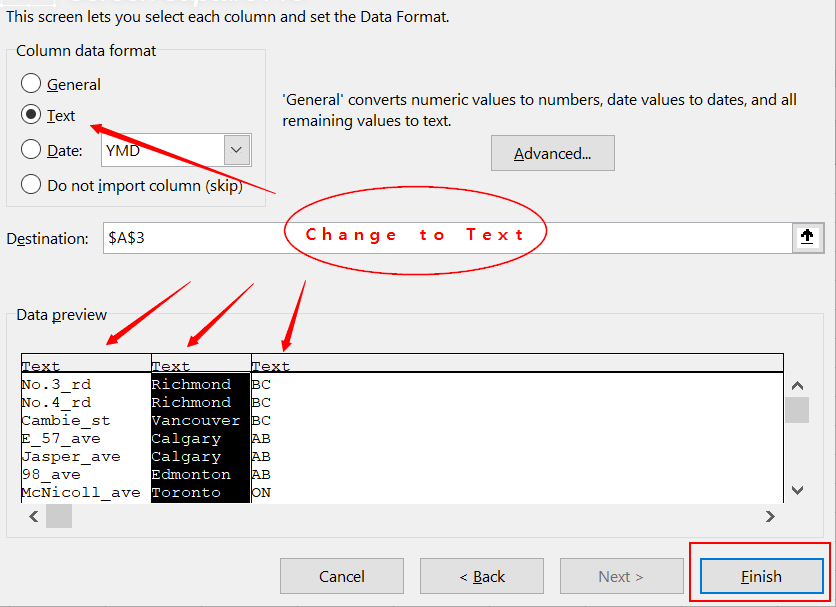 This screen lets you select each column and set the Data Format.
Column data format
General
Text
Date: YMD
Do not import column (skip)
'General' converts numeric values to numbers, date values to dates, and all
remaining values to text.
Advanced...
Destination: $A$3
Change to Text
Data preview
Text Text Text
No.3_rd Richmond BC
No.4_rd Richmond BC
Cambie_st Vancouver BC
E_57_ave Calgary AB
Jasper_ave Calgary AB
98_ave Edmonton AB
McNicoll_ave Toronto ON
Cancel < Back Next > Finish